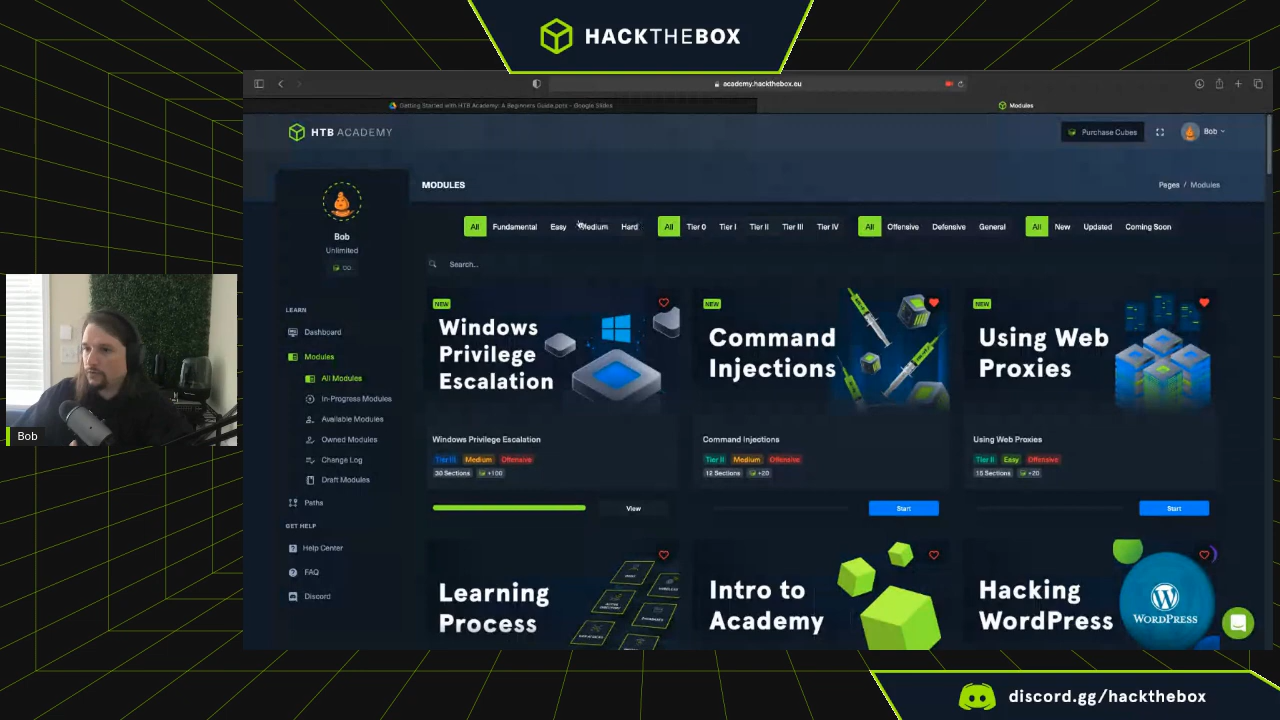 HACKTHEBOX
academy.hackthebox.eu
Getting Started with HTB Academy: A Beginners Guide.pptx - Google Slides
Modules
HTB ACADEMY
Purchase Cubes
Bob
MODULES
Pages / Modules
Bob
Unlimited
All Fundamental Easy Medium Hard All Tier 0 Tier I Tier II Tier III Tier IV All Offensive Defensive General All New Updated Coming Soon
Search...
LEARN
Dashboard
Modules
All Modules
In-Progress Modules
Available Modules
Owned Modules
Change Log
Draft Modules
Paths
GET HELP
Help Center
FAQ
Discord
NEW
Windows
Privilege
Escalation
Windows Privilege Escalation
Tier III Medium Offensive
30 Sections +100
View
NEW
Command
Injections
Command Injections
Tier II Medium Offensive
12 Sections +20
Start
NEW
Using Web
Proxies
Using Web Proxies
Tier II Easy Offensive
15 Sections +20
Start
Learning
Process
Intro to
Academy
Hacking
WordPress
WORDPRESS
Bob
discord.gg/hackthebox